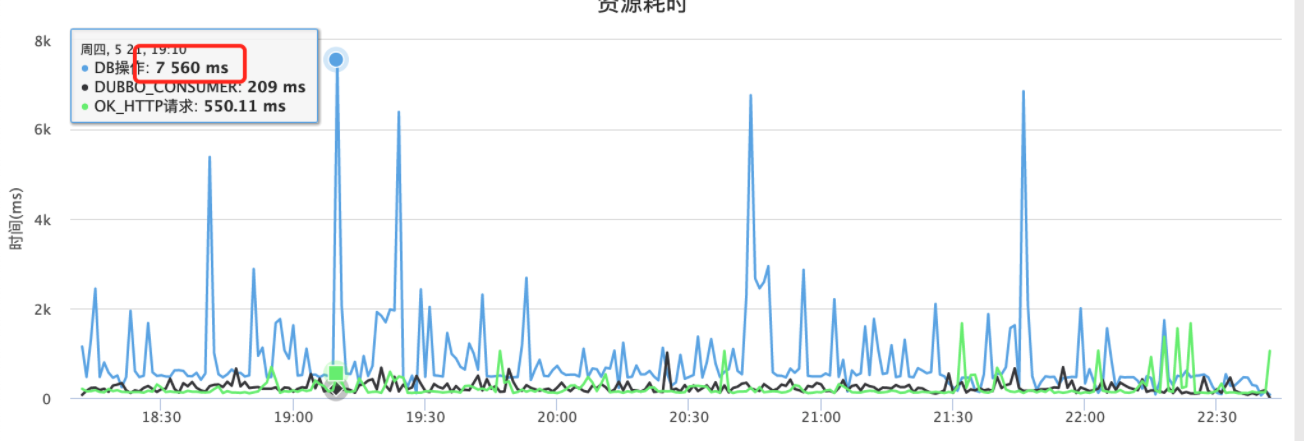 资源耗时
8k
周四, 5 21, 19:10
DB操作: 7 560 ms
DUBBO_CONSUMER: 209 ms
OK_HTTP请求: 550.11 ms
6k
4k
时间(ms)
2k
0
18:30 19:00 19:30 20:00 20:30 21:00 21:30 22:00 22:30